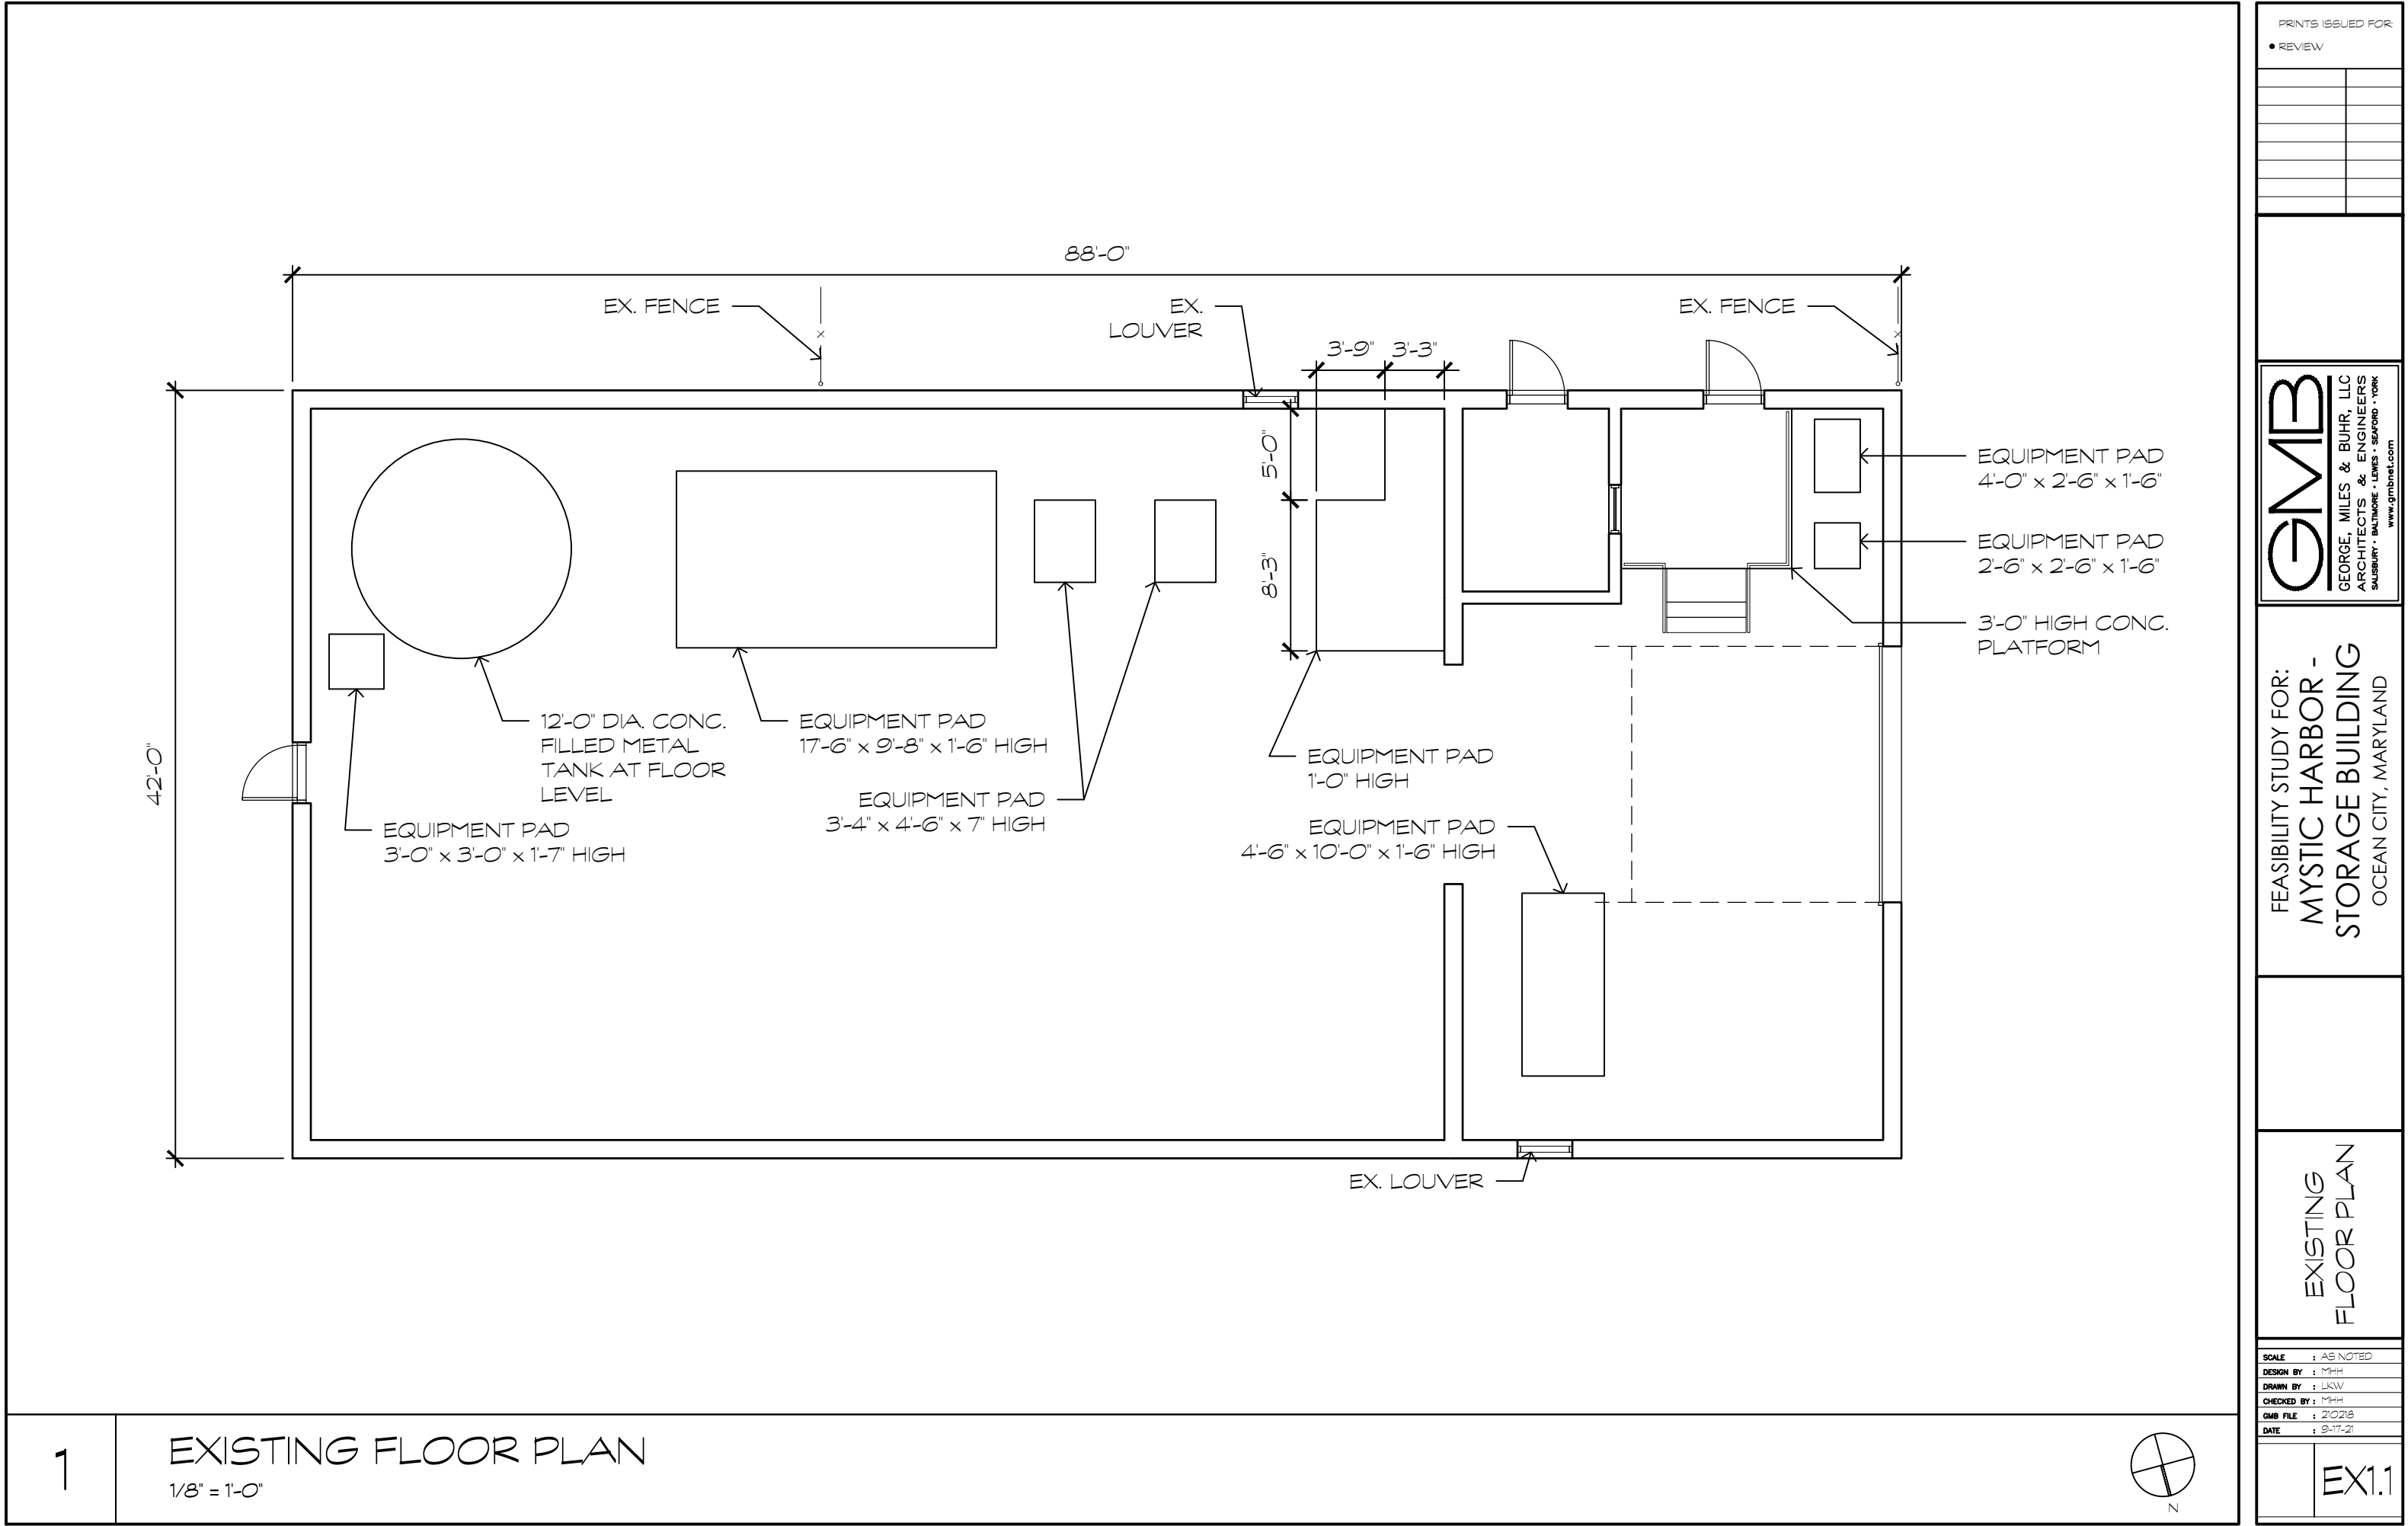 88'-0"
EX. FENCE
EX.
LOUVER
EX. FENCE
X
X
3'-9"
3'-3"
5'-0"
8'-3"
42'-0"
EQUIPMENT PAD
4'-0" x 2'-6" x 1'-6"
EQUIPMENT PAD
2'-6" x 2'-6" x 1'-6"
3'-0" HIGH CONC.
PLATFORM
12'-0" DIA. CONC.
FILLED METAL
TANK AT FLOOR
LEVEL
EQUIPMENT PAD
17'-6" x 9'-8" x 1'-6" HIGH
EQUIPMENT PAD
1'-0" HIGH
EQUIPMENT PAD
3'-4" x 4'-6" x 7" HIGH
EQUIPMENT PAD
3'-0" x 3'-0" x 1'-7" HIGH
EQUIPMENT PAD
4'-6" x 10'-0" x 1'-6" HIGH
EX. LOUVER
1
EXISTING FLOOR PLAN
1/8" = 1'-0"
N
PRINTS ISSUED FOR:
• REVIEW
GMB
GEORGE, MILES & BUHR, LLC
ARCHITECTS & ENGINEERS
SALISBURY · BALTIMORE · LEWES · SEAFORD · YORK
www.gmbnet.com
FEASIBILITY STUDY FOR:
MYSTIC HARBOR -
STORAGE BUILDING
OCEAN CITY, MARYLAND
EXISTING
FLOOR PLAN
SCALE : AS NOTED
DESIGN BY : MHH
DRAWN BY : LKW
CHECKED BY : MHH
GMB FILE : 210218
DATE : 9-17-21
EX1.1